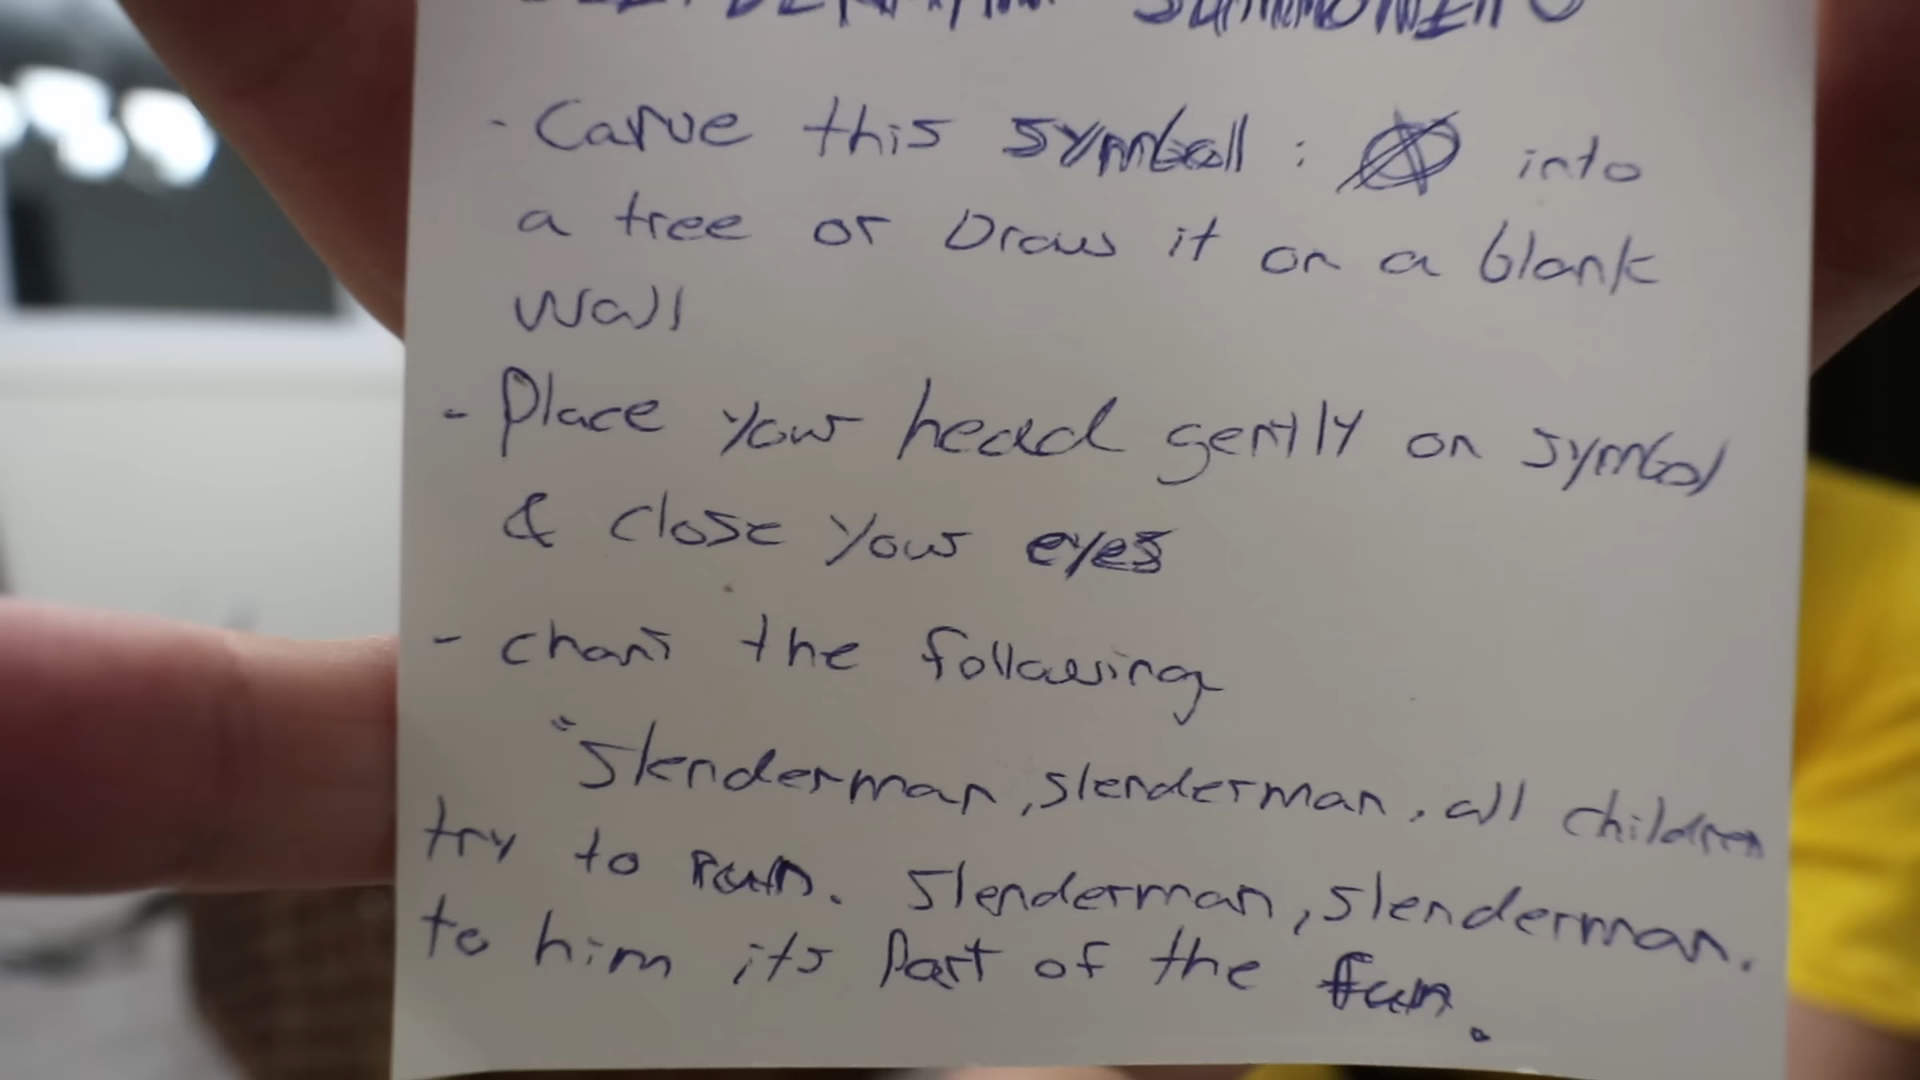 SLENDERMAN SUMMONING
- Carve this symbol : into
a tree or Draw it on a blank
wall
- Place your head gently on symbol
& close your eyes
- chant the following
"Slenderman, slenderman, all children
try to run. Slenderman, slenderman.
to him its Part of the fun.